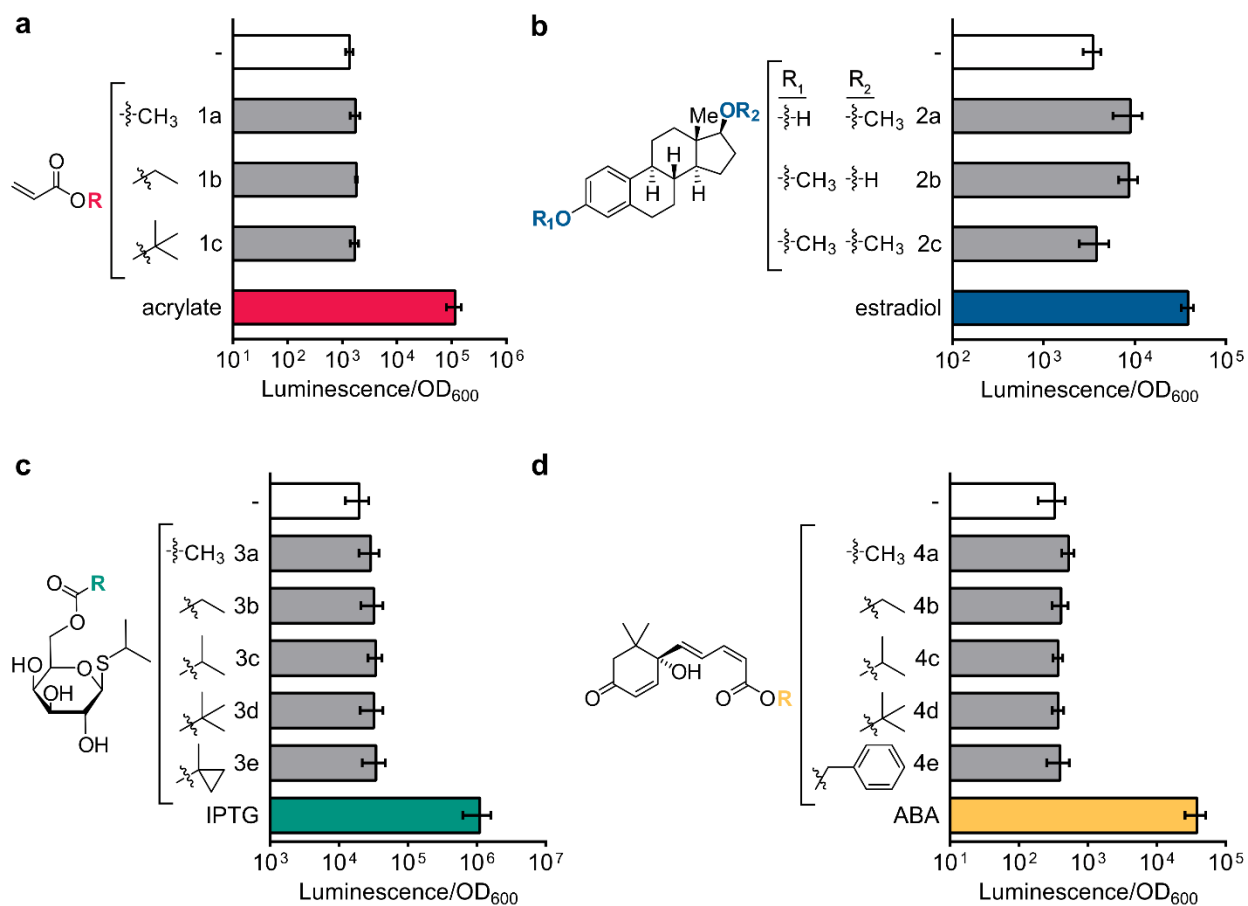 a
-
CH3 1a
1b
1c
O
OR
acrylate
10^1 10^2 10^3 10^4 10^5 10^6
Luminescence/OD600
b
-
R1 R2
H CH3 2a
CH3 H 2b
CH3 CH3 2c
Me OR2
H
H H
R1O
estradiol
10^2 10^3 10^4 10^5
Luminescence/OD600
c
-
CH3 3a
3b
3c
3d
3e
O R
O
HO O S
OH
OH
IPTG
10^3 10^4 10^5 10^6 10^7
Luminescence/OD600
d
-
CH3 4a
4b
4c
4d
4e
OH
O
O OR
ABA
10^1 10^2 10^3 10^4 10^5
Luminescence/OD600